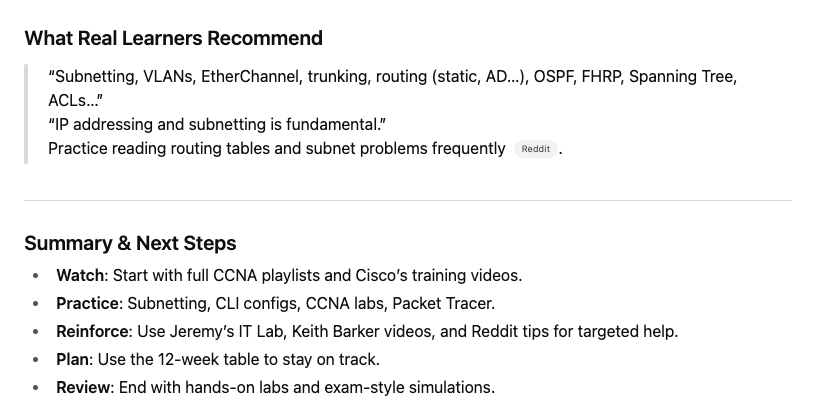 What Real Learners Recommend
“Subnetting, VLANs, EtherChannel, trunking, routing (static, AD…), OSPF, FHRP, Spanning Tree,
ACLs…”
“IP addressing and subnetting is fundamental.”
Practice reading routing tables and subnet problems frequently Reddit .
Summary & Next Steps
• Watch: Start with full CCNA playlists and Cisco’s training videos.
• Practice: Subnetting, CLI configs, CCNA labs, Packet Tracer.
• Reinforce: Use Jeremy’s IT Lab, Keith Barker videos, and Reddit tips for targeted help.
• Plan: Use the 12-week table to stay on track.
• Review: End with hands-on labs and exam-style simulations.